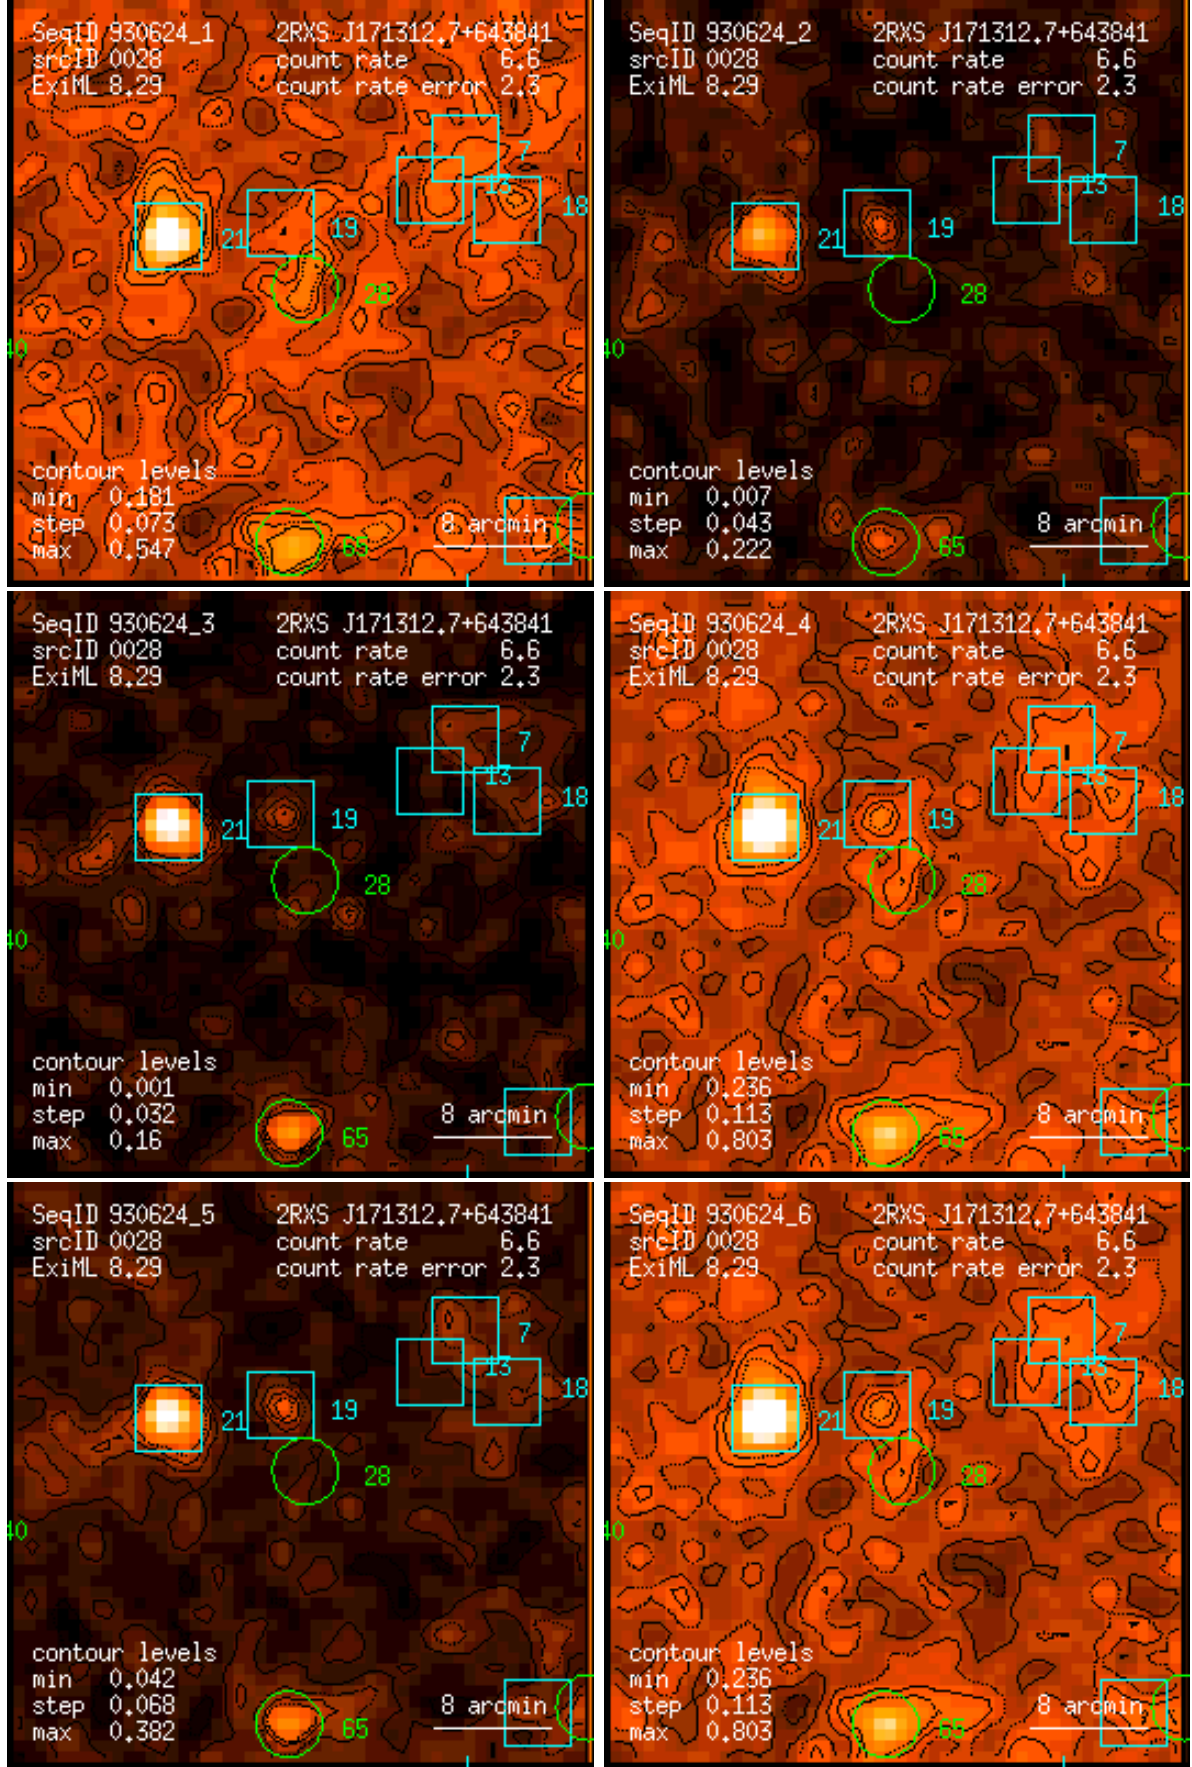 SeqID 930624_1 2RXS J171312.7+643841
srcID 0028 count rate 6.6
ExiML 8.29 count rate error 2.3
7
13
18
21 19
28
40
contour levels
min 0.181
step 0.073
max 0.547
8 arcmin
65
SeqID 930624_2 2RXS J171312.7+643841
srcID 0028 count rate 6.6
ExiML 8.29 count rate error 2.3
7
13
18
21 19
28
40
contour levels
min 0.007
step 0.043
max 0.222
8 arcmin
65
SeqID 930624_3 2RXS J171312.7+643841
srcID 0028 count rate 6.6
ExiML 8.29 count rate error 2.3
7
13
18
21 19
28
40
contour levels
min 0.001
step 0.032
max 0.16
8 arcmin
65
SeqID 930624_4 2RXS J171312.7+643841
srcID 0028 count rate 6.6
ExiML 8.29 count rate error 2.3
7
13
18
21 19
28
40
contour levels
min 0.236
step 0.113
max 0.803
8 arcmin
65
SeqID 930624_5 2RXS J171312.7+643841
srcID 0028 count rate 6.6
ExiML 8.29 count rate error 2.3
7
13
18
21 19
28
40
contour levels
min 0.042
step 0.068
max 0.382
8 arcmin
65
SeqID 930624_6 2RXS J171312.7+643841
srcID 0028 count rate 6.6
ExiML 8.29 count rate error 2.3
7
13
18
21 19
28
40
contour levels
min 0.236
step 0.113
max 0.803
8 arcmin
65